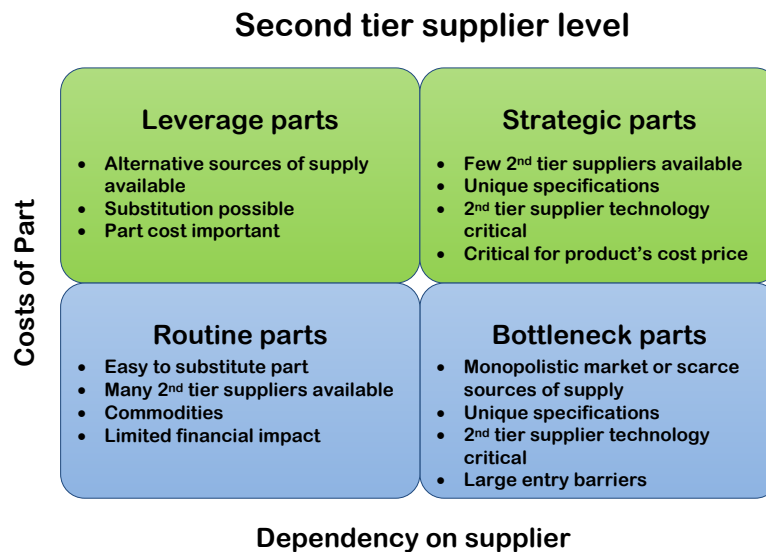 Second tier supplier level
Costs of Part
Leverage parts
• Alternative sources of supply
available
• Substitution possible
• Part cost important
Strategic parts
• Few 2nd tier suppliers available
• Unique specifications
• 2nd tier supplier technology
critical
• Critical for product's cost price
Routine parts
• Easy to substitute part
• Many 2nd tier suppliers available
• Commodities
• Limited financial impact
Bottleneck parts
• Monopolistic market or scarce
sources of supply
• Unique specifications
• 2nd tier supplier technology
critical
• Large entry barriers
Dependency on supplier